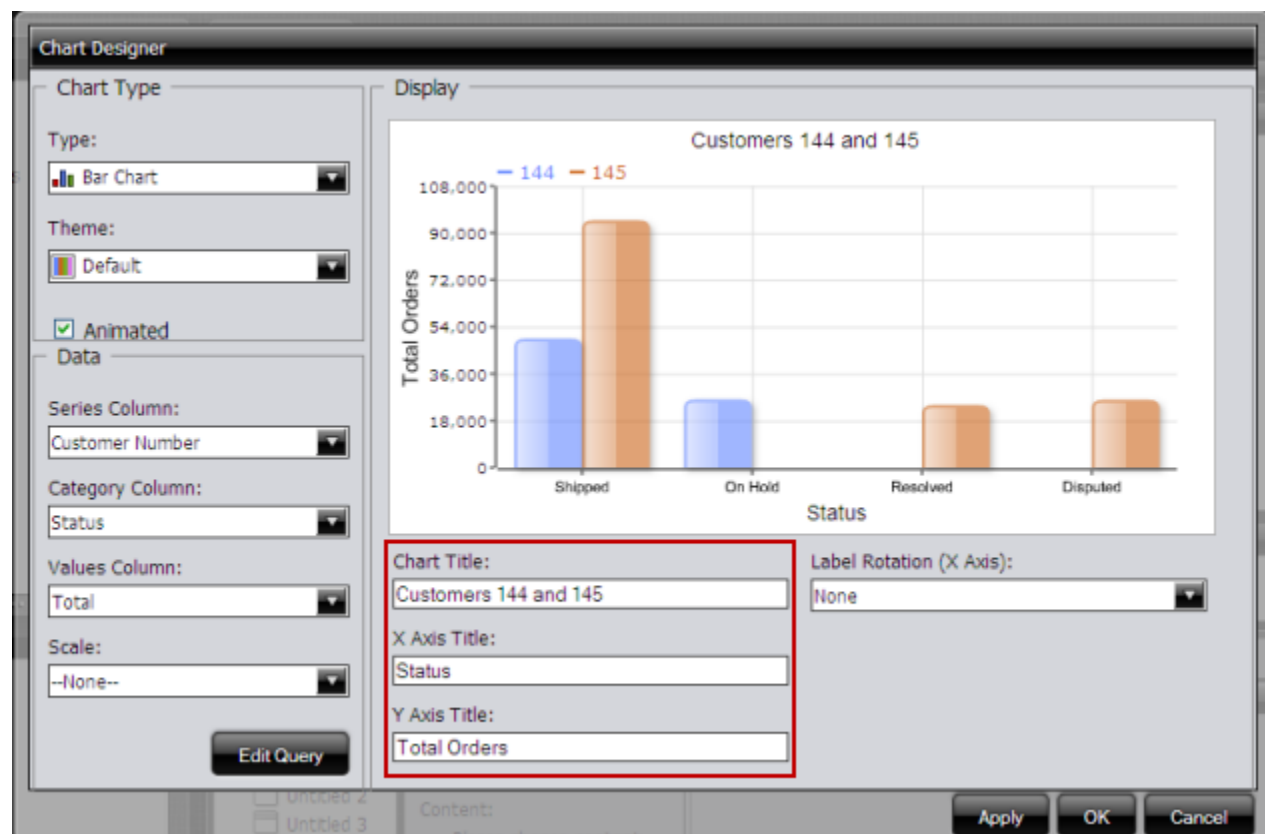 Chart Designer
Chart Type
Type:
Bar Chart
Theme:
Default
Animated
Data
Series Column:
Customer Number
Category Column:
Status
Values Column:
Total
Scale:
--None--
Edit Query
Display
Customers 144 and 145
144 145
108,000
90,000
72,000
54,000
36,000
18,000
0
Total Orders
Shipped On Hold Resolved Disputed
Status
Chart Title:
Customers 144 and 145
X Axis Title:
Status
Y Axis Title:
Total Orders
Label Rotation (X Axis):
None
Untitled 2
Untitled 3
Content:
Apply OK Cancel